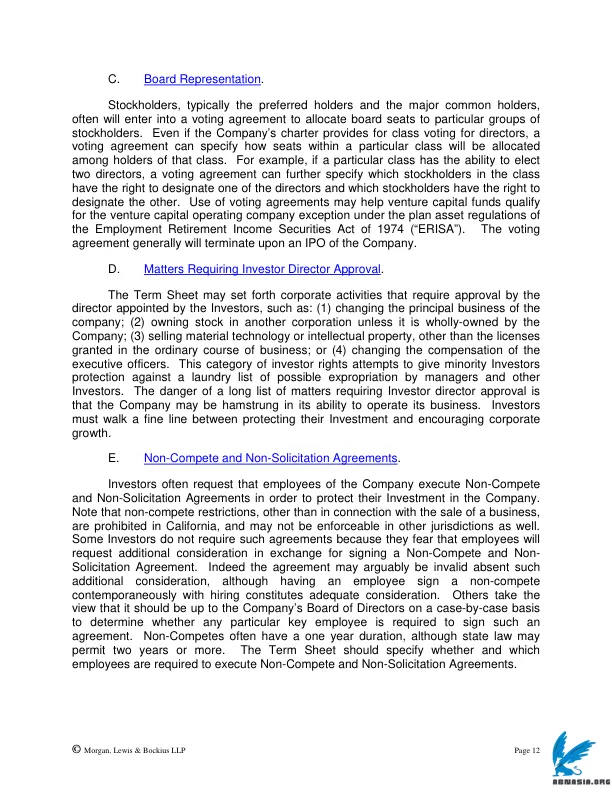 C. Board Representation.
Stockholders, typically the preferred holders and the major common holders,
often will enter into a voting agreement to allocate board seats to particular groups of
stockholders. Even if the Company's charter provides for class voting for directors, a
voting agreement can specify how seats within a particular class will be allocated
among holders of that class. For example, if a particular class has the ability to elect
two directors, a voting agreement can further specify which stockholders in the class
have the right to designate one of the directors and which stockholders have the right to
designate the other. Use of voting agreements may help venture capital funds qualify
for the venture capital operating company exception under the plan asset regulations of
the Employment Retirement Income Securities Act of 1974 ("ERISA"). The voting
agreement generally will terminate upon an IPO of the Company.
D. Matters Requiring Investor Director Approval.
The Term Sheet may set forth corporate activities that require approval by the
director appointed by the Investors, such as: (1) changing the principal business of the
company; (2) owning stock in another corporation unless it is wholly-owned by the
Company; (3) selling material technology or intellectual property, other than the licenses
granted in the ordinary course of business; or (4) changing the compensation of the
executive officers. This category of investor rights attempts to give minority Investors
protection against a laundry list of possible expropriation by managers and other
Investors. The danger of a long list of matters requiring Investor director approval is
that the Company may be hamstrung in its ability to operate its business. Investors
must walk a fine line between protecting their Investment and encouraging corporate
growth.
E. Non-Compete and Non-Solicitation Agreements.
Investors often request that employees of the Company execute Non-Compete
and Non-Solicitation Agreements in order to protect their Investment in the Company.
Note that non-compete restrictions, other than in connection with the sale of a business,
are prohibited in California, and may not be enforceable in other jurisdictions as well.
Some Investors do not require such agreements because they fear that employees will
request additional consideration in exchange for signing a Non-Compete and Non-
Solicitation Agreement. Indeed the agreement may arguably be invalid absent such
additional consideration, although having an employee sign a non-compete
contemporaneously with hiring constitutes adequate consideration. Others take the
view that it should be up to the Company's Board of Directors on a case-by-case basis
to determine whether any particular key employee is required to sign such an
agreement. Non-Competes often have a one year duration, although state law may
permit two years or more. The Term Sheet should specify whether and which
employees are required to execute Non-Compete and Non-Solicitation Agreements.
© Morgan, Lewis & Bockius LLP Page 12
ABNASIA.ORG